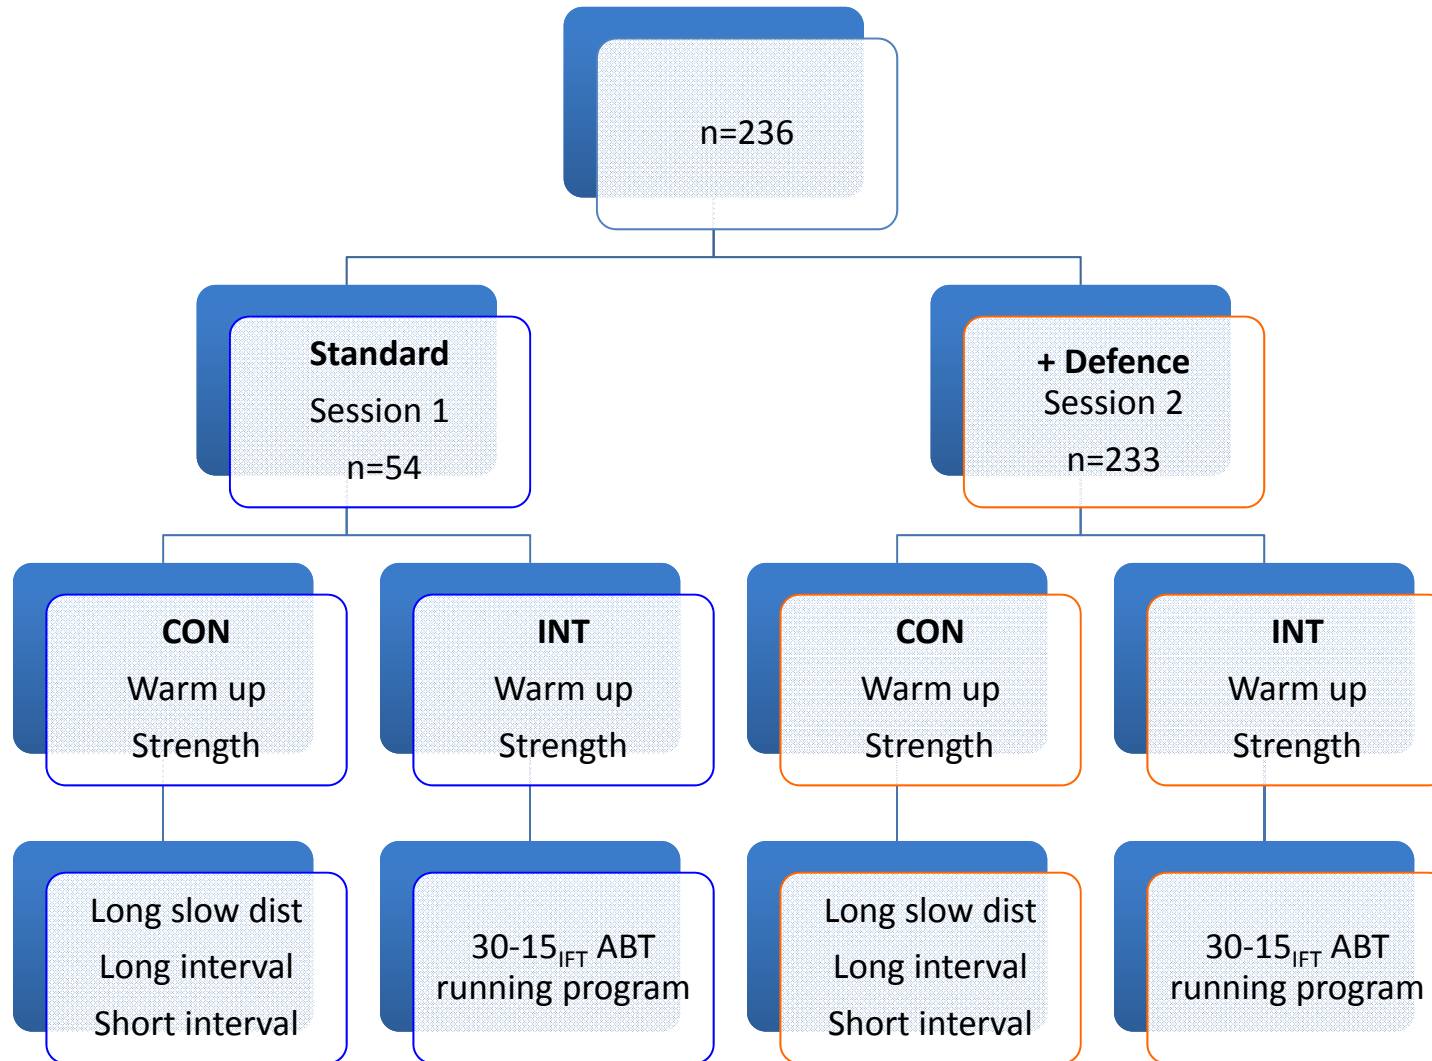 n=236
Standard
Session 1
n=54
+ Defence
Session 2
n=233
CON
Warm up
Strength
INT
Warm up
Strength
CON
Warm up
Strength
INT
Warm up
Strength
Long slow dist
Long interval
Short interval
30-15IFT ABT
running program
Long slow dist
Long interval
Short interval
30-15IFT ABT
running program